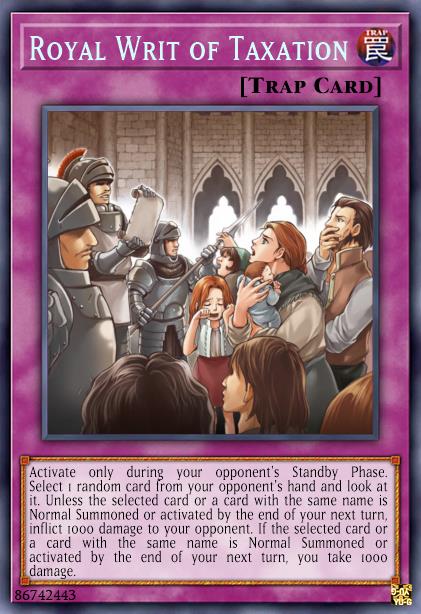 Royal Writ of Taxation
TRAP
罠
[Trap Card]
Activate only during your opponent's Standby Phase.
Select 1 random card from your opponent's hand and look at
it. Unless the selected card or a card with the same name is
Normal Summoned or activated by the end of your next turn,
inflict 1000 damage to your opponent. If the selected card or
a card with the same name is Normal Summoned or
activated by the end of your next turn, you take 1000
damage.
86742443